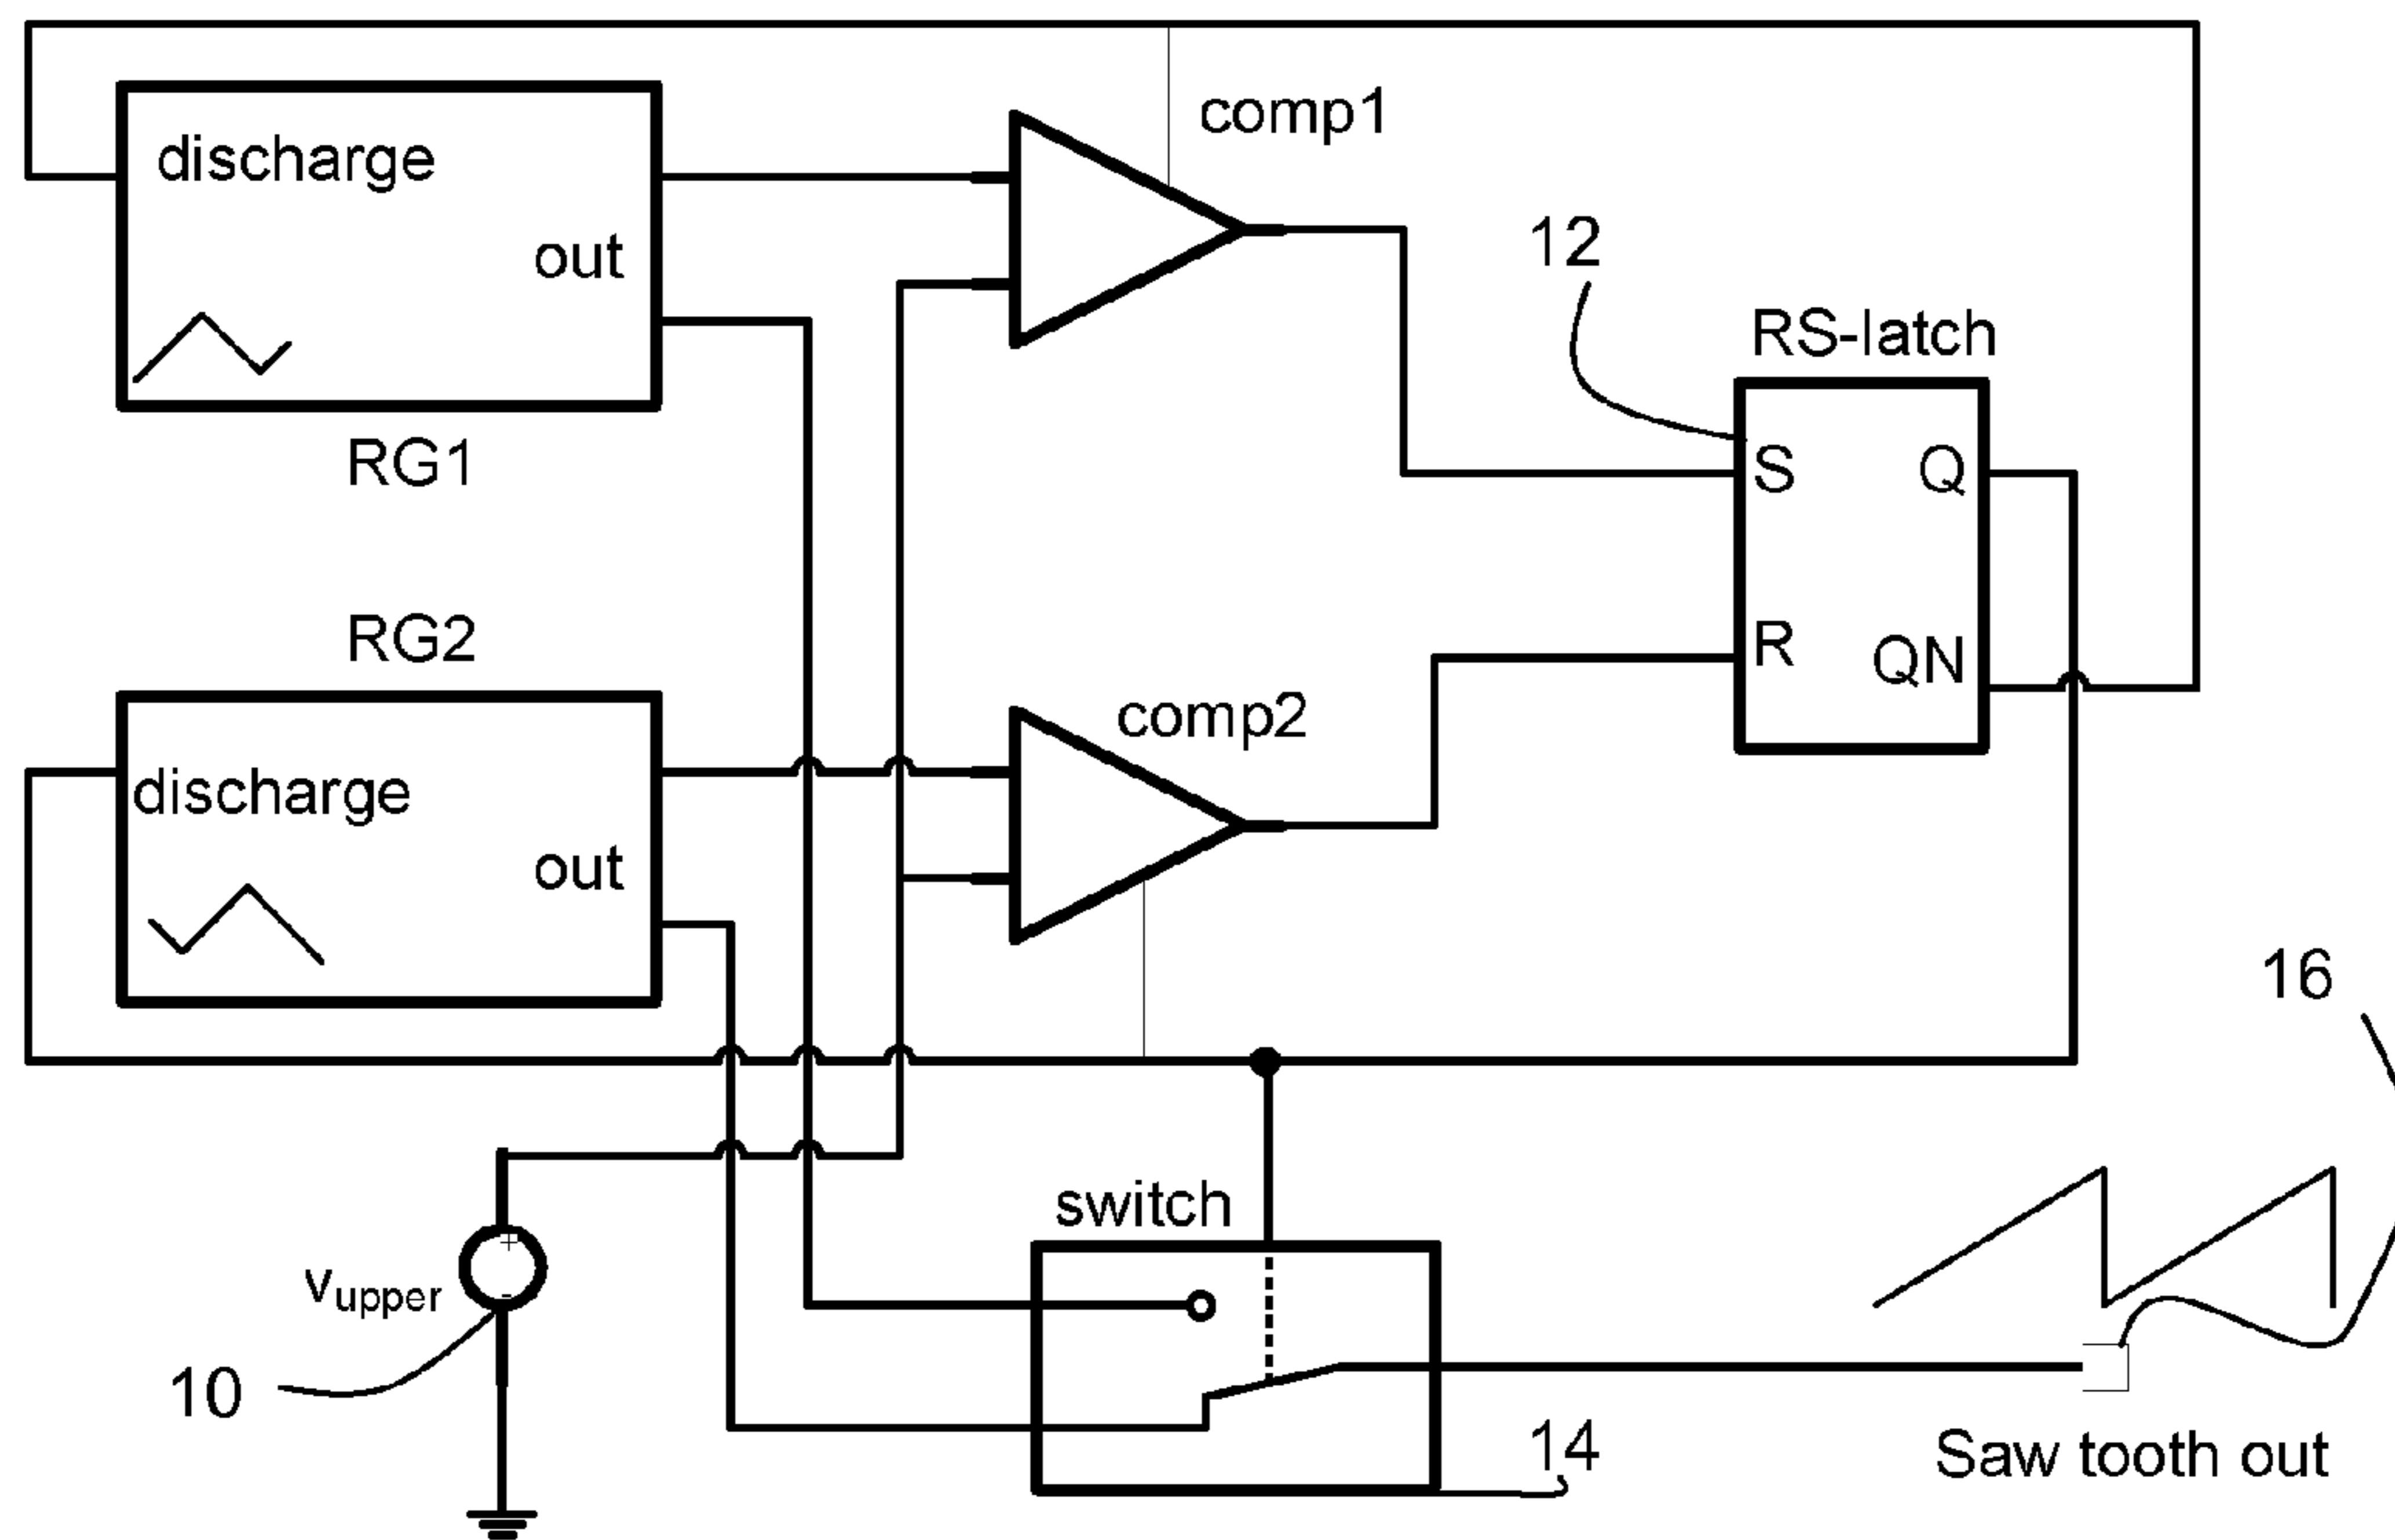 discharge
out
RG1
comp1
12
RS-latch
S
Q
R
QN
RG2
discharge
out
comp2
16
switch
+
-
vupper
10
14
Saw tooth out